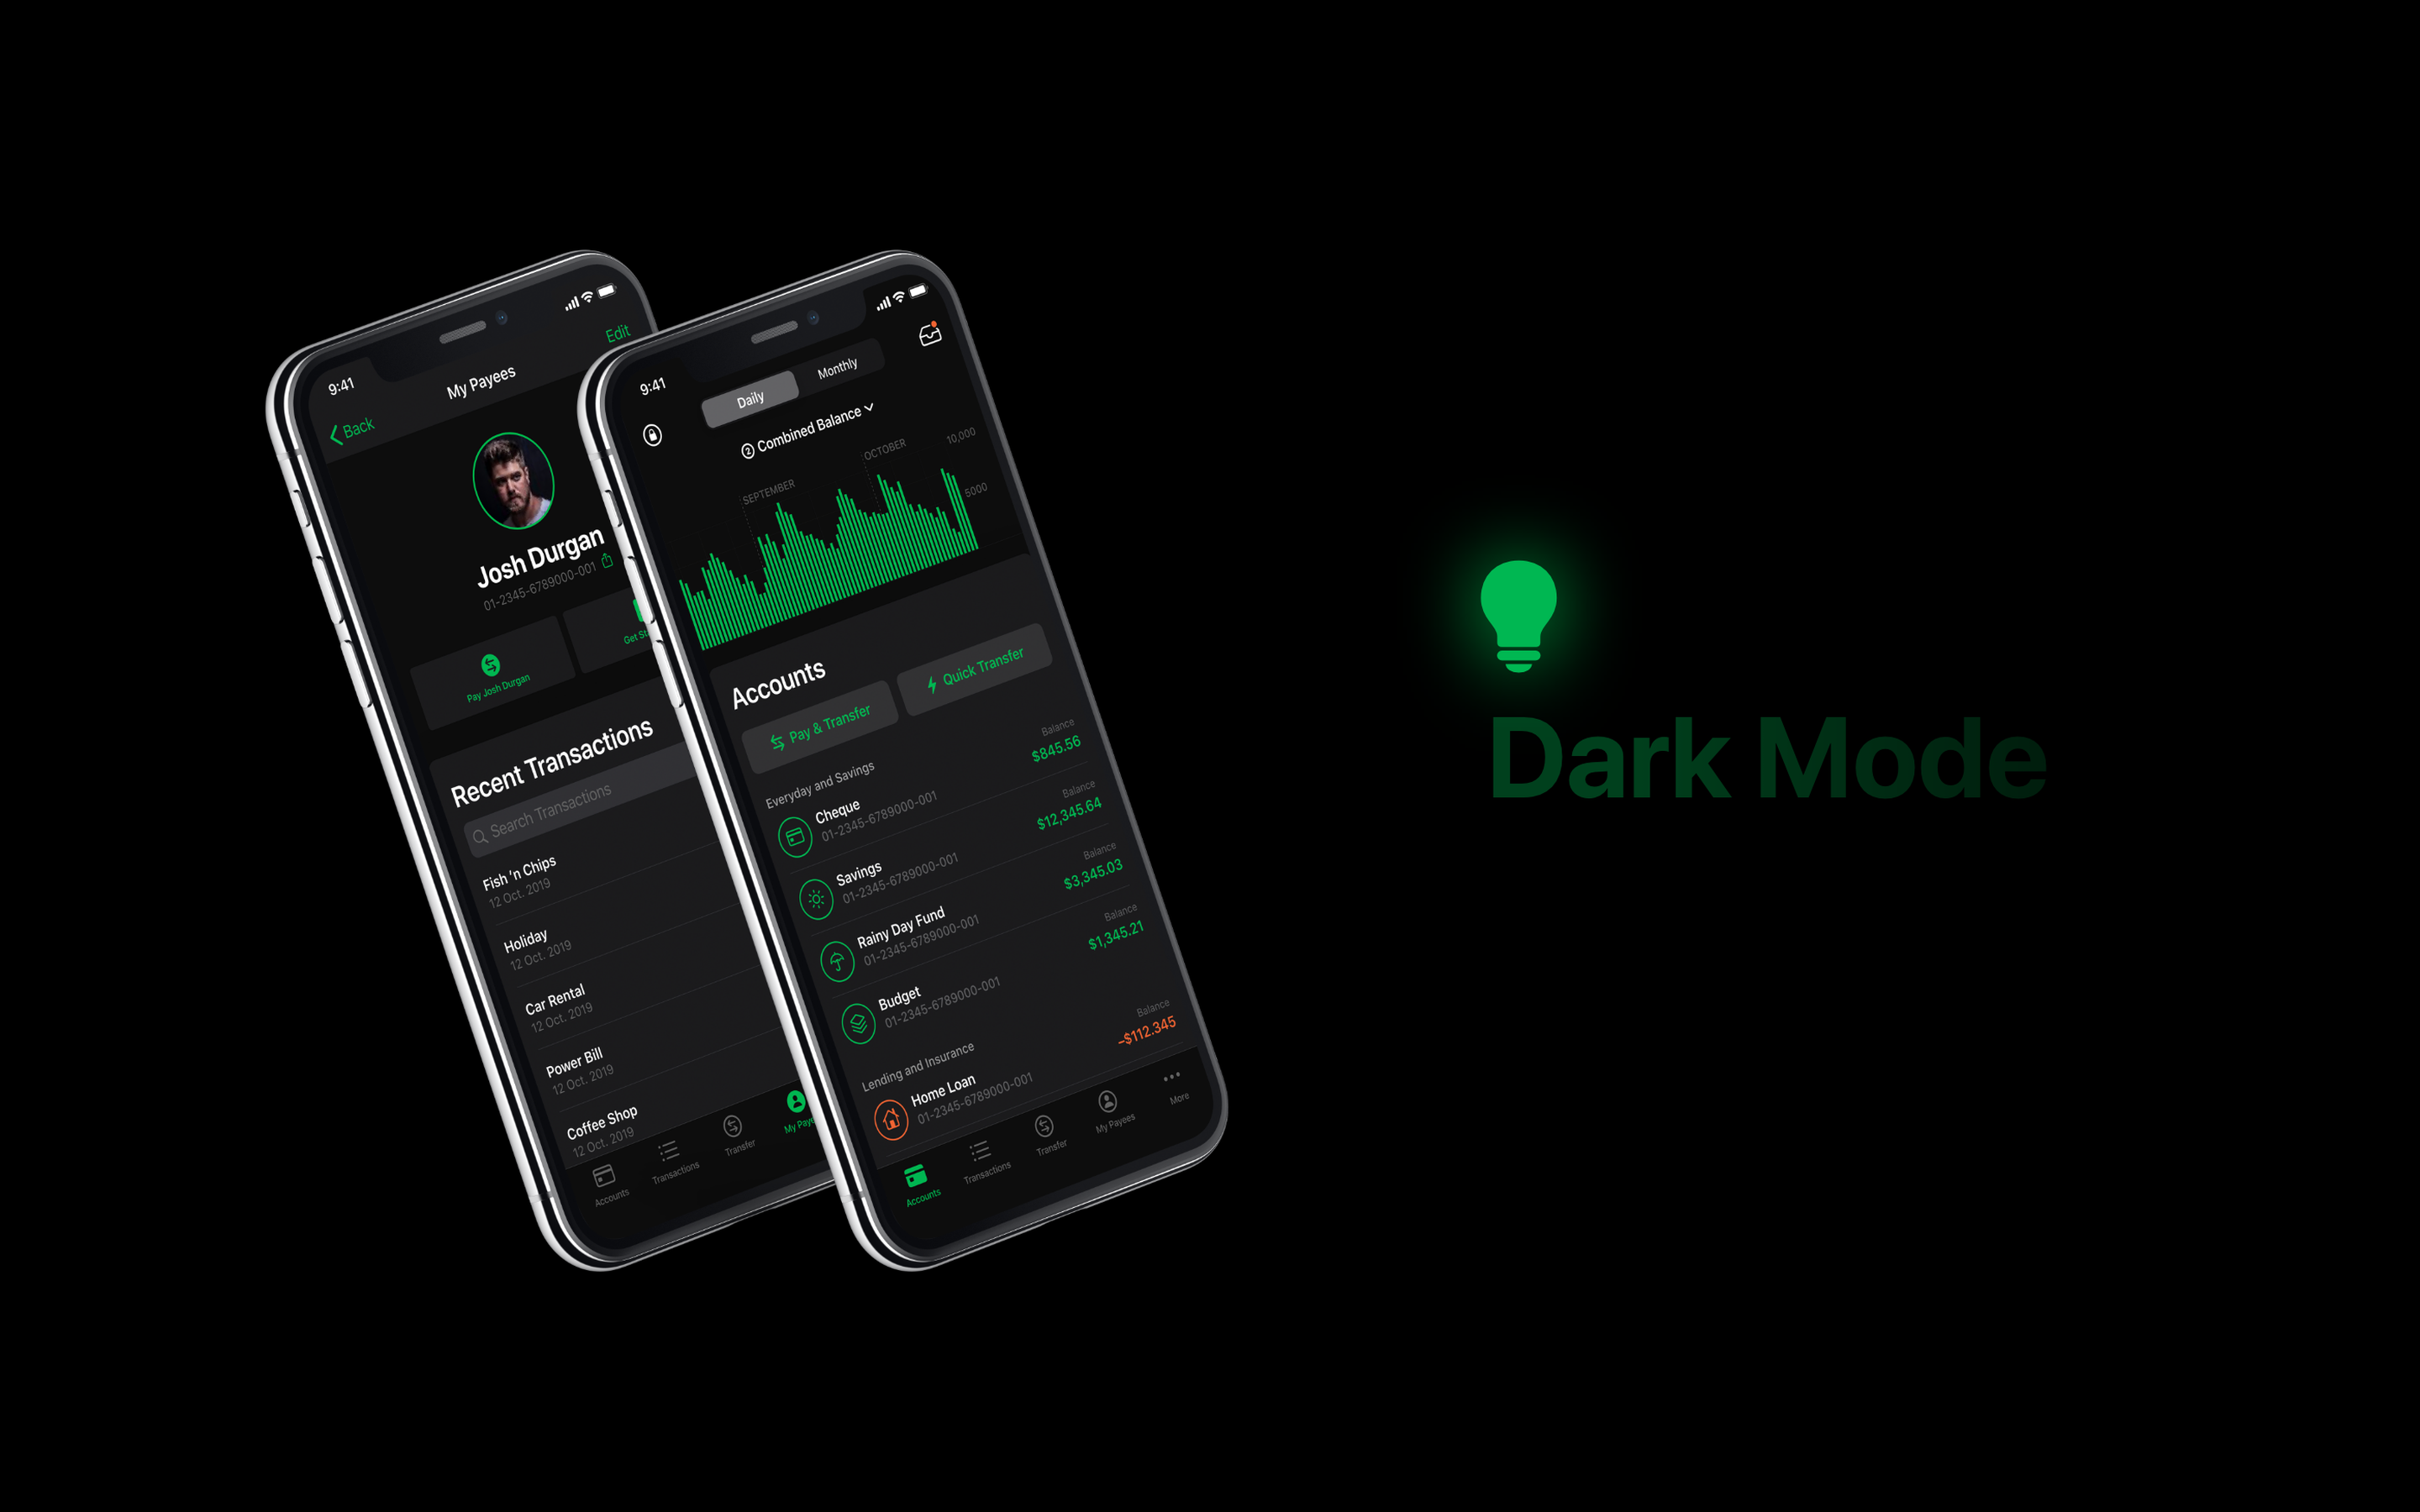 9:41
Back
My Payees
Edit
Josh Durgan
01-2345-6789000-001
Pay Josh Durgan
Recent Transactions
Search Transactions
Fish 'n Chips
12 Oct. 2019
Holiday
12 Oct. 2019
Car Rental
12 Oct. 2019
Power Bill
12 Oct. 2019
Coffee Shop
12 Oct. 2019
Accounts
Transactions
Transfer
9:41
Daily
Monthly
2 Combined Balance
SEPTEMBER
OCTOBER
10,000
5000
Accounts
Pay & Transfer
Quick Transfer
Everyday and Savings
Cheque
01-2345-6789000-001
Balance
$845.56
Savings
01-2345-6789000-001
Balance
$12,345.64
Rainy Day Fund
01-2345-6789000-001
Balance
$3,345.03
Budget
01-2345-6789000-001
Balance
$1,345.21
Lending and Insurance
Home Loan
01-2345-6789000-001
Balance
-$112.345
Accounts
Transactions
Transfer
My Payees
More
Dark Mode